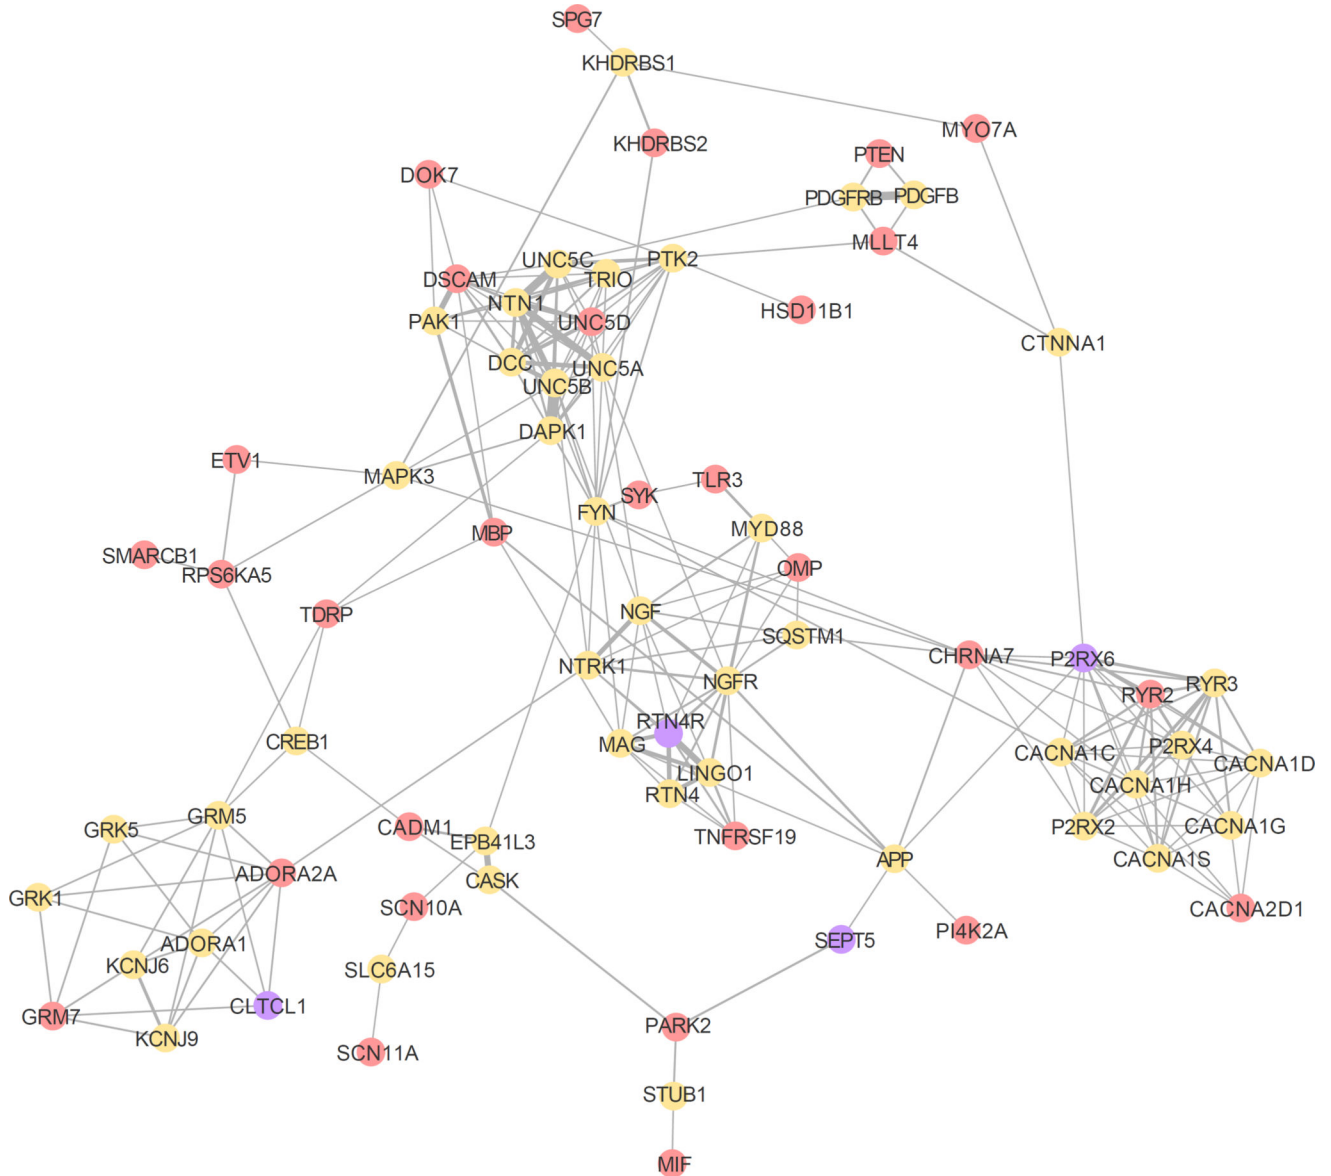 SPG7
KHDRBS1
MYO7A
KHDRBS2
PTEN
DOK7
PDGFRB
PDGFB
MLLT4
UNC5C
PTK2
TRIO
DSCAM
NTN1
HSD11B1
PAK1
UNC5D
CTNNA1
DCC
UNC5A
UNC5B
DAPK1
ETV1
MAPK3
TLR3
SYK
FYN
MYD88
MBP
SMARCB1
OMP
RPS6KA5
TDRP
NGF
SQSTM1
CHRNA7
P2RX6
NTRK1
NGFR
RYR2
RYR3
RTN4R
CREB1
MAG
P2RX4
CACNA1C
CACNA1D
LINGO1
CACNA1H
RTN4
GRM5
GRK5
CADM1
EPB41L3
TNFRSF19
P2RX2
CACNA1G
APP
CACNA1S
ADORA2A
CASK
GRK1
SCN10A
CACNA2D1
PI4K2A
ADORA1
SEPT5
KCNJ6
SLC6A15
CLTCL1
GRM7
PARK2
KCNJ9
SCN11A
STUB1
MIF